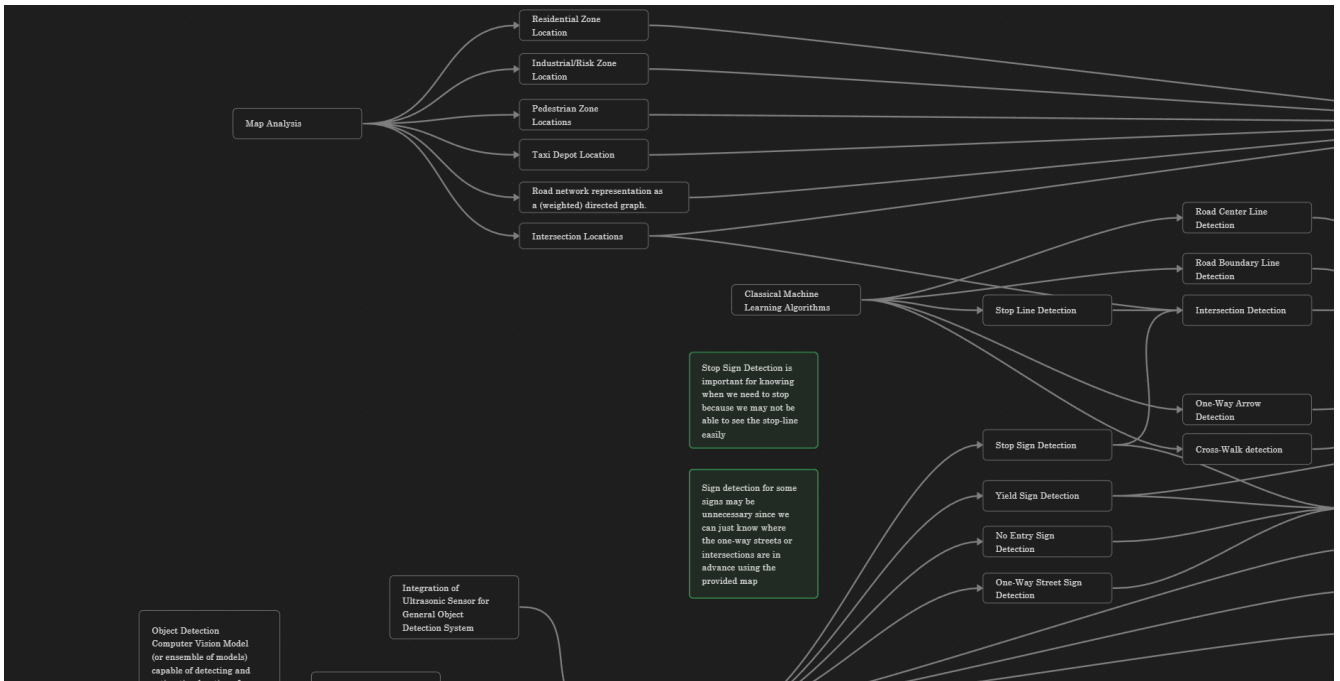 Residential Zone
Location
Industrial/Risk Zone
Location
Map Analysis
Pedestrian Zone
Locations
Taxi Depot Location
Road network representation as
a (weighted) directed graph.
Intersection Locations
Road Center Line
Detection
Road Boundary Line
Detection
Classical Machine
Learning Algorithms
Stop Line Detection
Intersection Detection
Stop Sign Detection is
important for knowing
when we need to stop
because we may not be
able to see the stop-line
easily
One-Way Arrow
Detection
Stop Sign Detection
Cross-Walk detection
Sign detection for some
signs may be
unnecessary since we
can just know where
the one-way streets or
intersections are in
advance using the
provided map
Yield Sign Detection
No Entry Sign
Detection
One-Way Street Sign
Detection
Integration of
Ultrasonic Sensor for
General Object
Detection System
Object Detection
Computer Vision Model
(or ensemble of models)
capable of detecting and